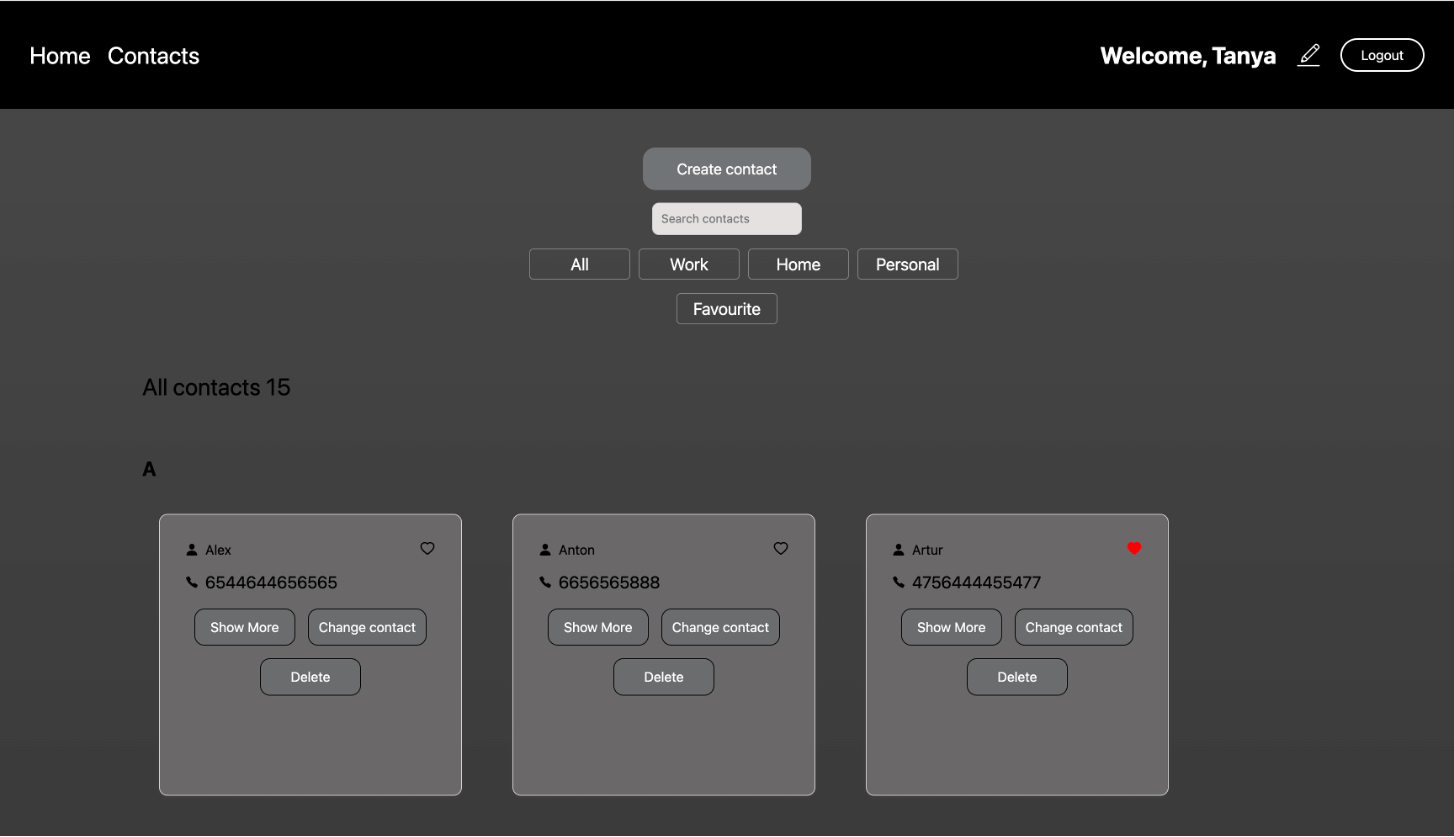 Home Contacts Welcome, Tanya Logout
Create contact
Search contacts
All Work Home Personal
Favourite
All contacts 15
A
Alex Anton Artur
6544644656565 6656565888 4756444455477
Show More Change contact Show More Change contact Show More Change contact
Delete Delete Delete